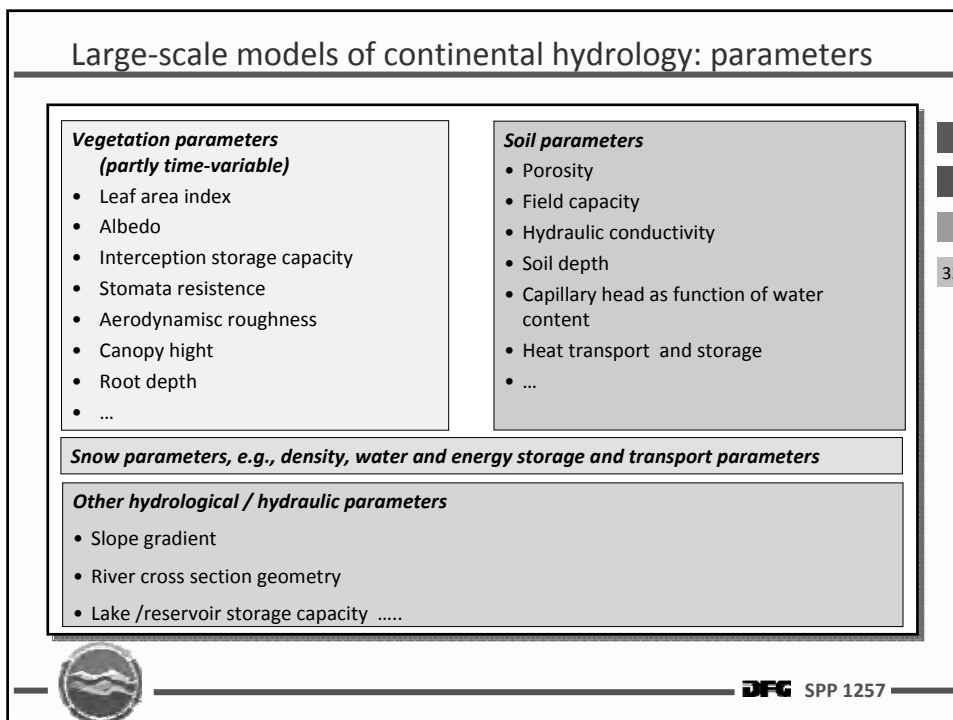 Large-scale models of continental hydrology: parameters
Vegetation parameters
(partly time-variable)
• Leaf area index
• Albedo
• Interception storage capacity
• Stomata resistence
• Aerodynamisc roughness
• Canopy hight
• Root depth
• ...
Soil parameters
• Porosity
• Field capacity
• Hydraulic conductivity
• Soil depth
• Capillary head as function of water
content
• Heat transport and storage
• ...
Snow parameters, e.g., density, water and energy storage and transport parameters
Other hydrological / hydraulic parameters
• Slope gradient
• River cross section geometry
• Lake /reservoir storage capacity .....
DFG SPP 1257